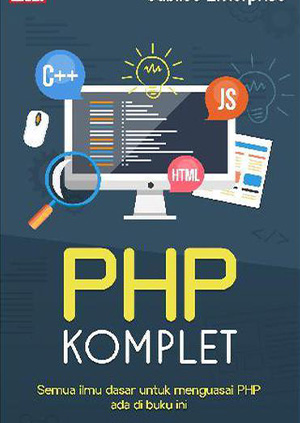 C++
JS
HTML
PHP
KOMPLET
Semua ilmu dasar untuk menguasai PHP
ada di buku ini